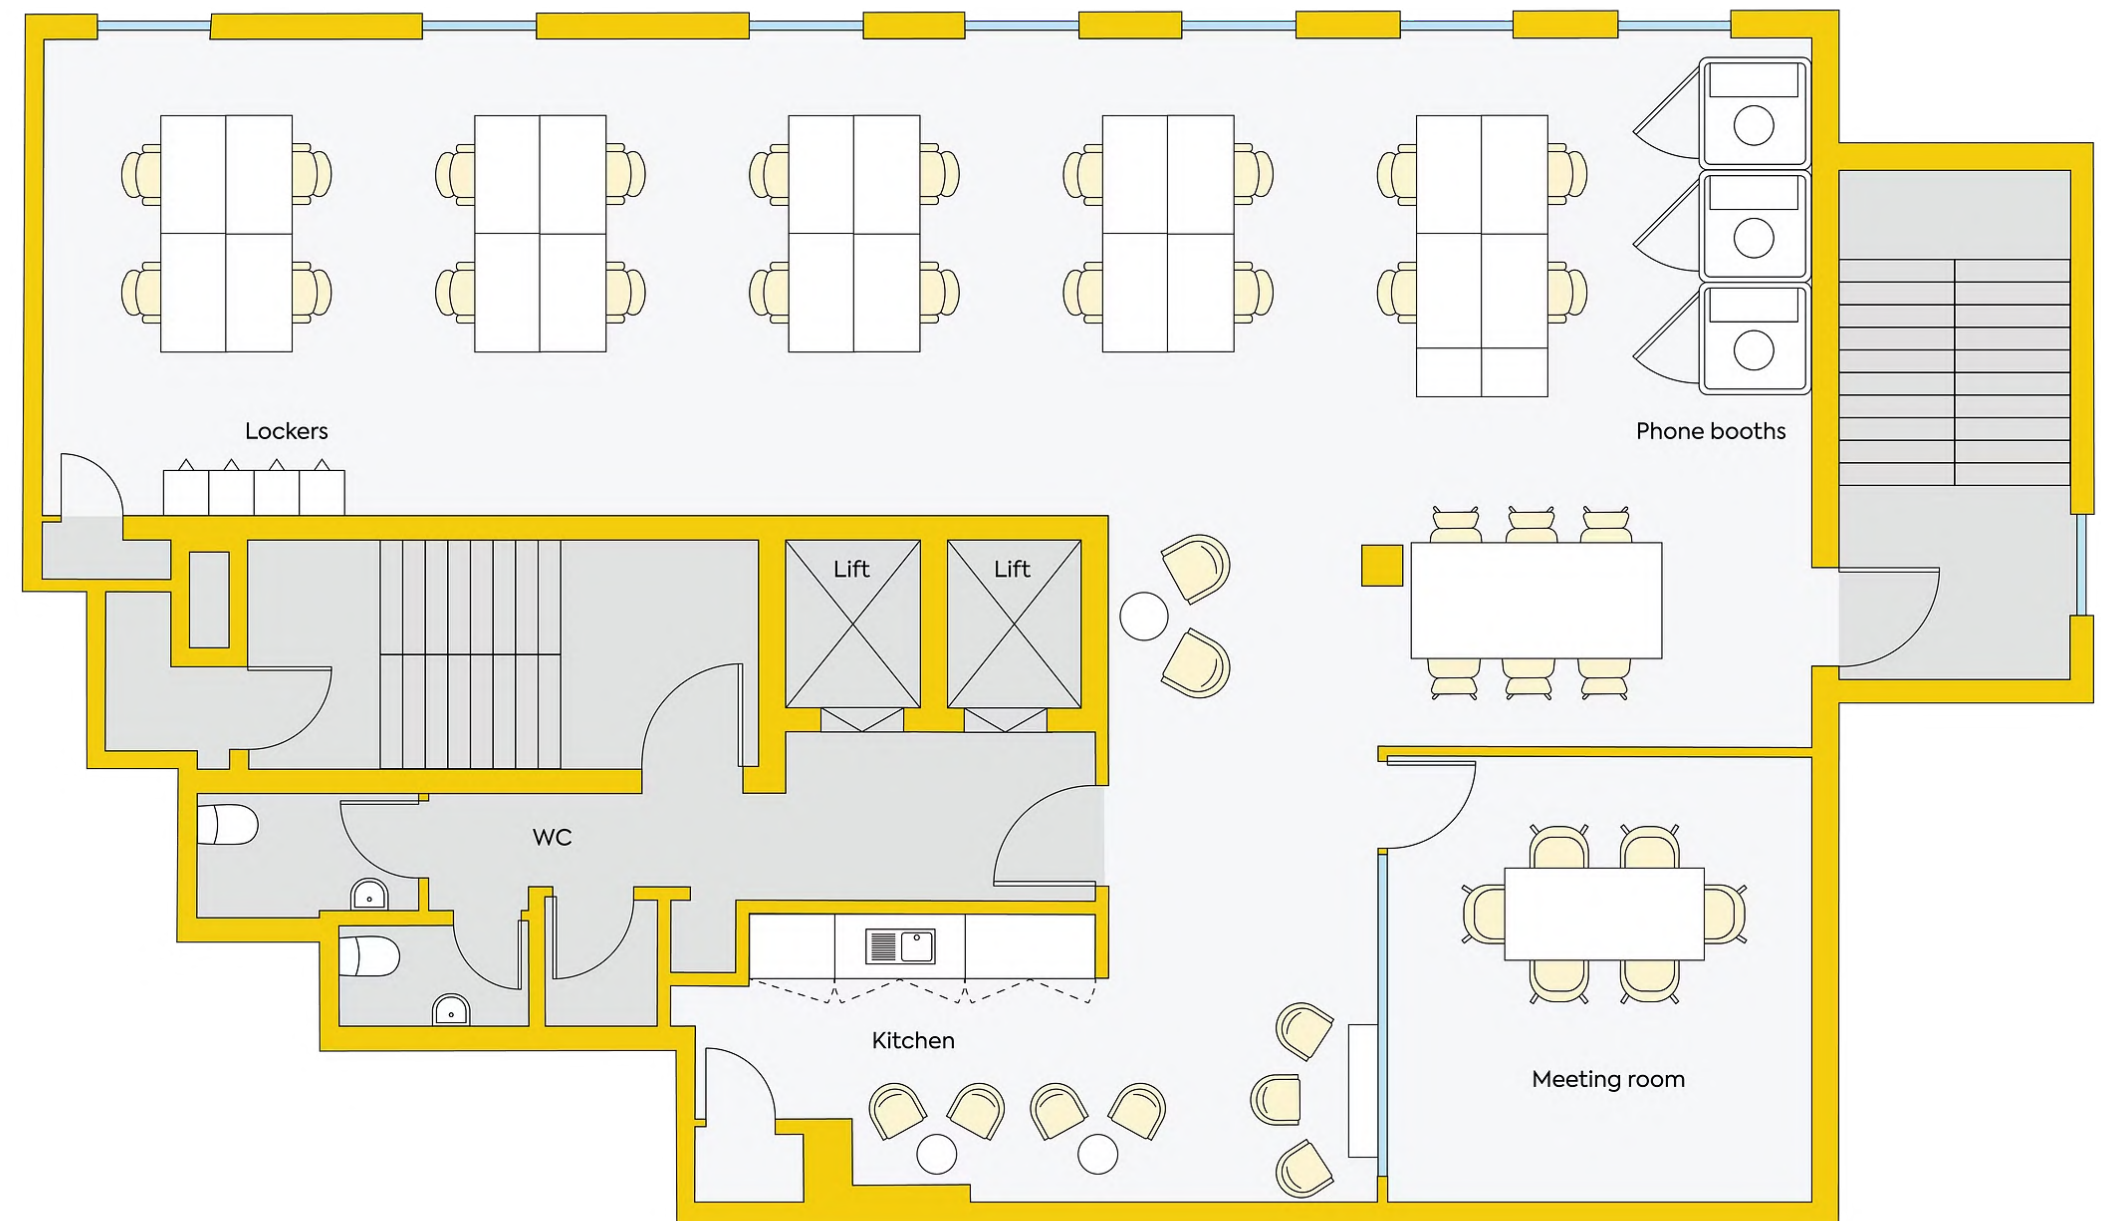 Lockers
Phone booths
Lift
Lift
WC
Kitchen
Meeting room